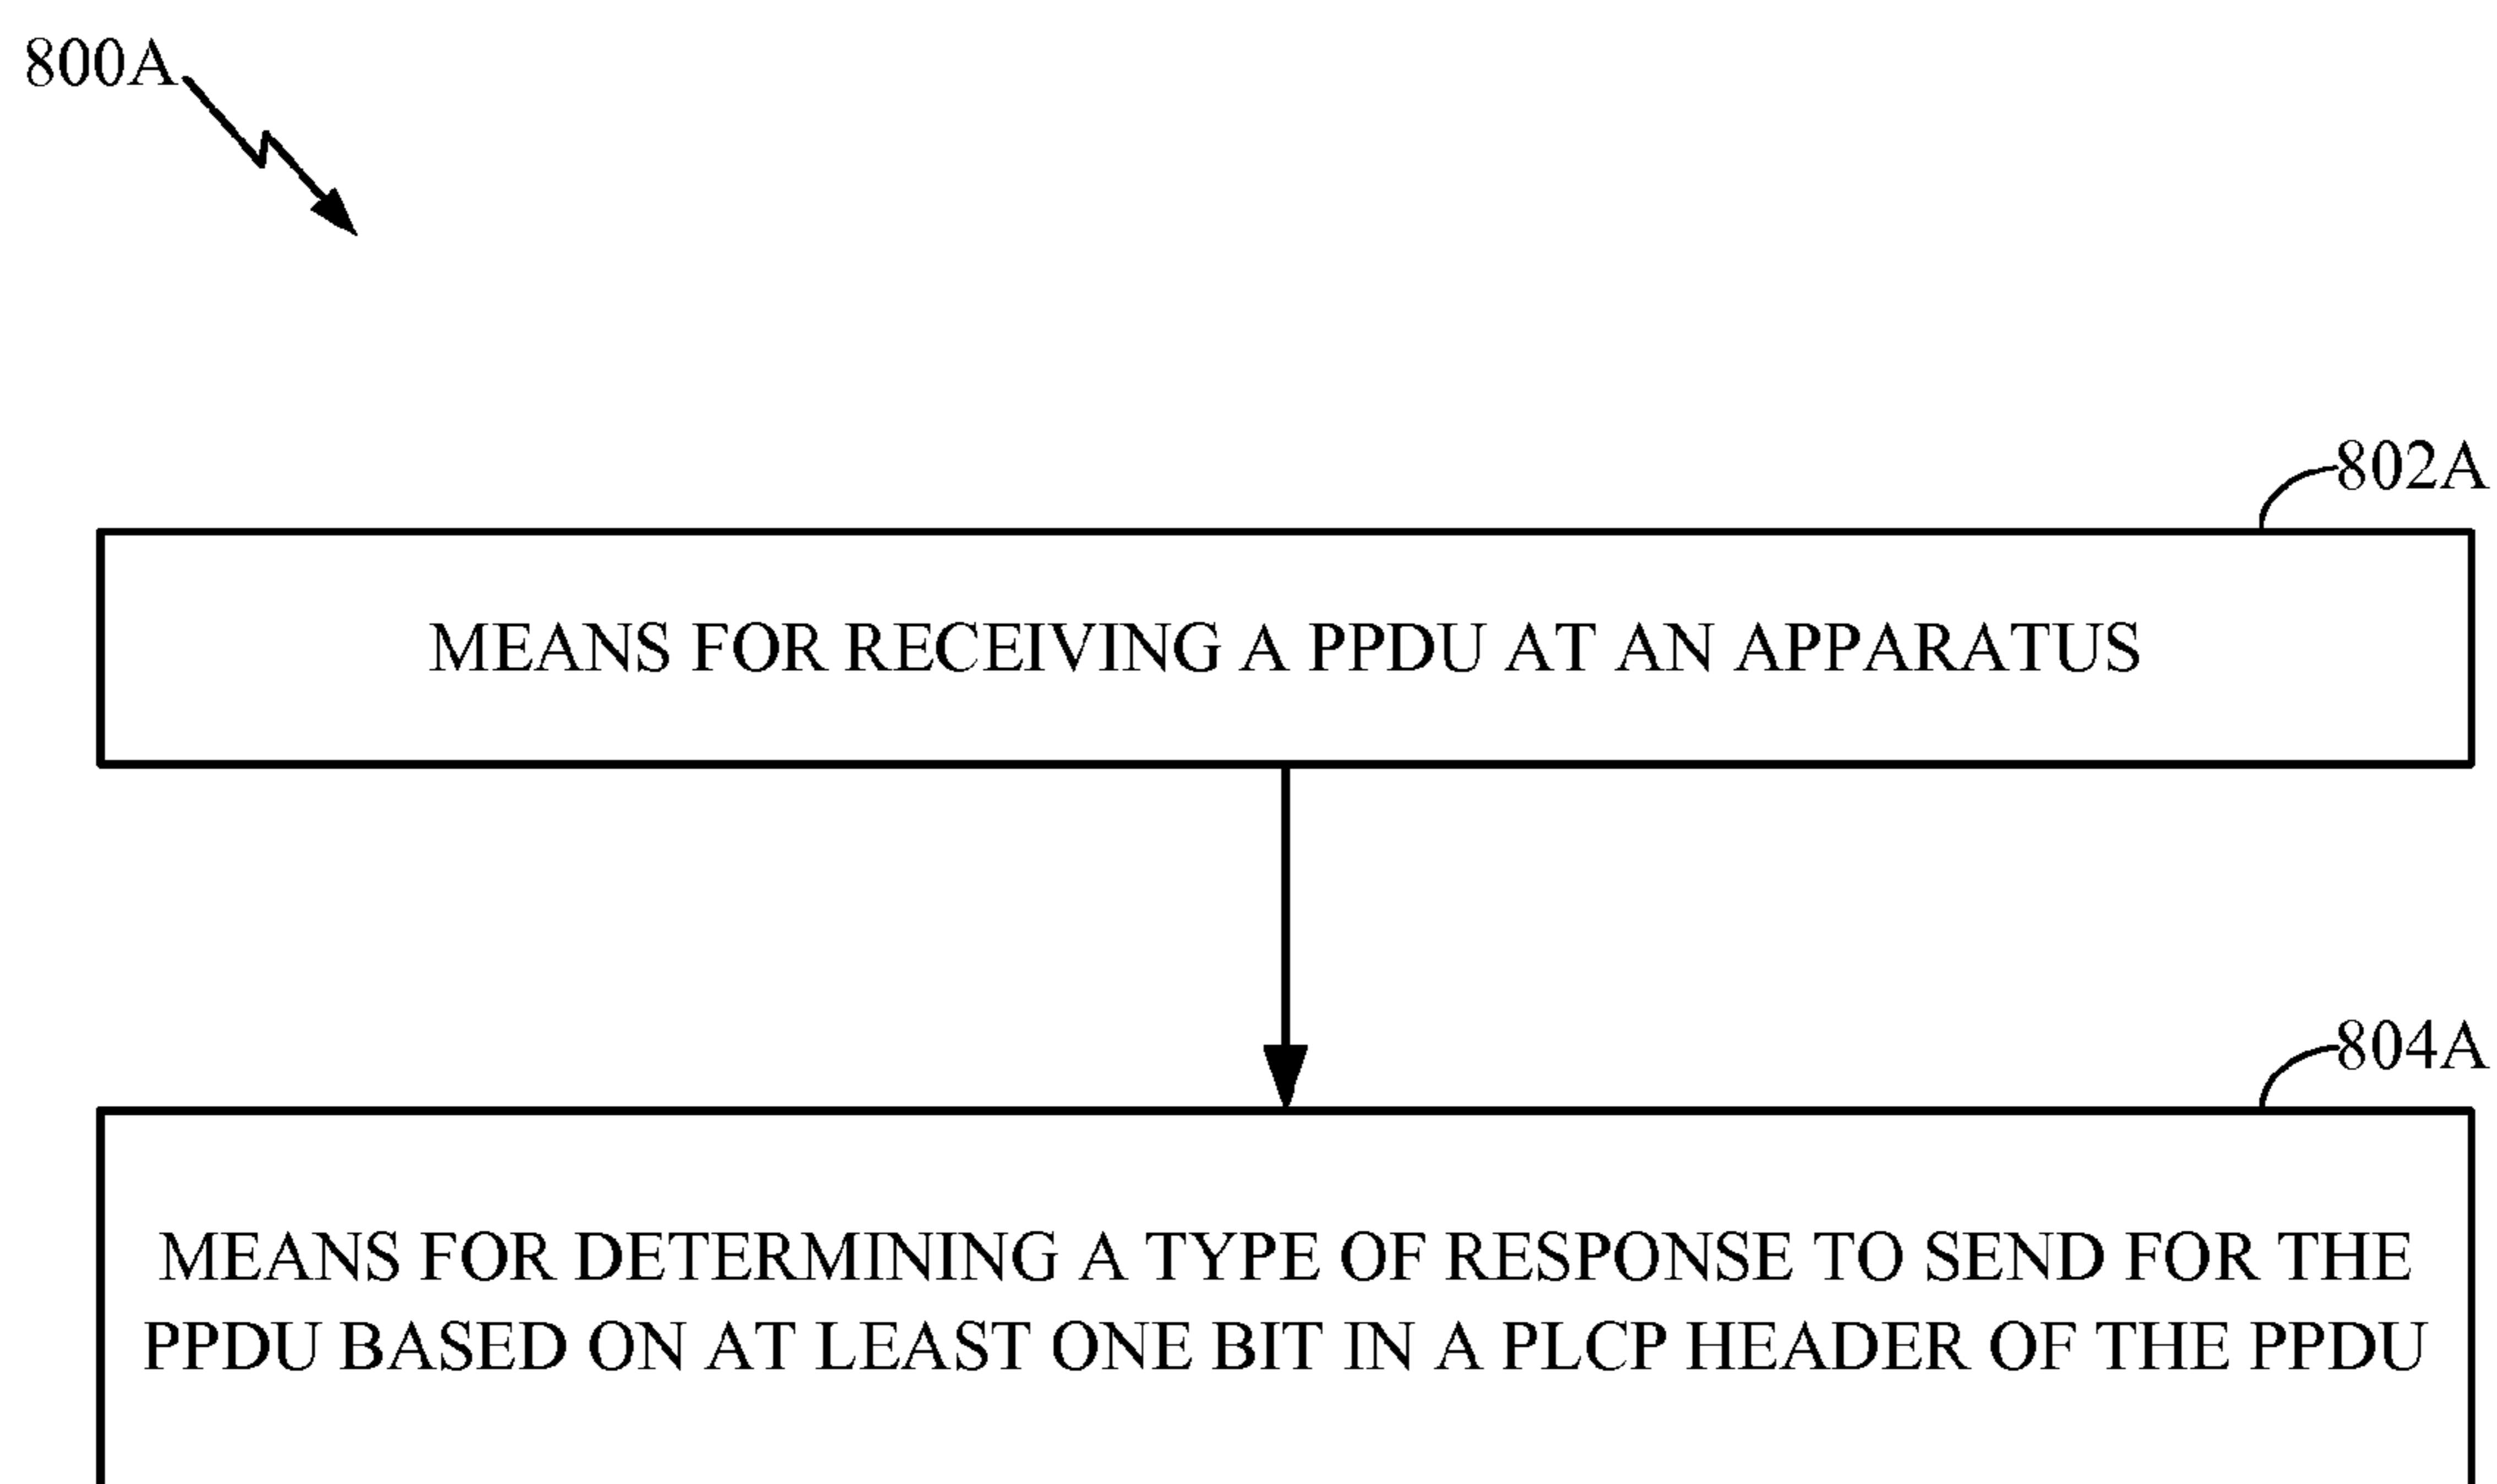 800A
802A
MEANS FOR RECEIVING A PPDU AT AN APPARATUS
804A
MEANS FOR DETERMINING A TYPE OF RESPONSE TO SEND FOR THE
PPDU BASED ON AT LEAST ONE BIT IN A PLCP HEADER OF THE PPDU